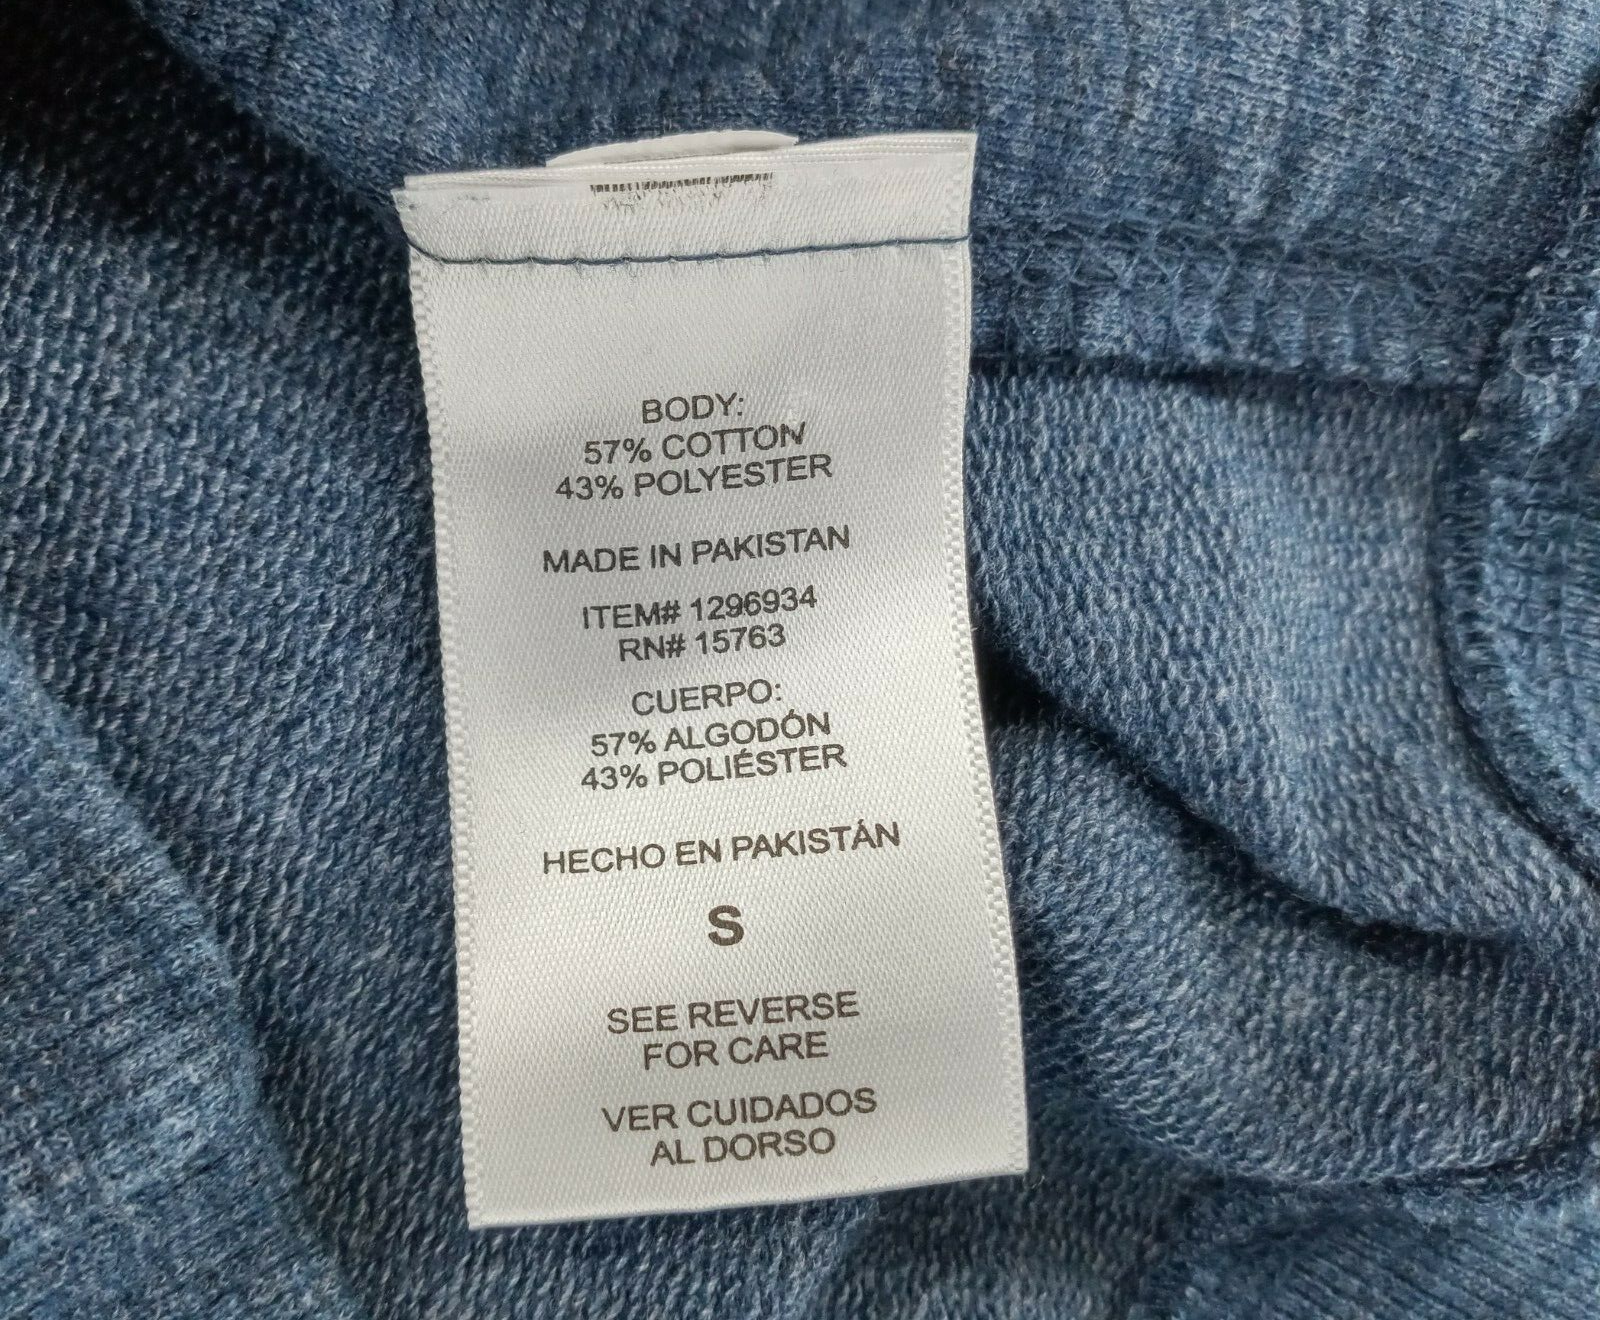 BODY:
57% COTTON
43% POLYESTER
MADE IN PAKISTAN
ITEM# 1296934
RN# 15763
CUERPO:
57% ALGODÓN
43% POLIÉSTER
HECHO EN PAKISTÁN
S
SEE REVERSE
FOR CARE
VER CUIDADOS
AL DORSO